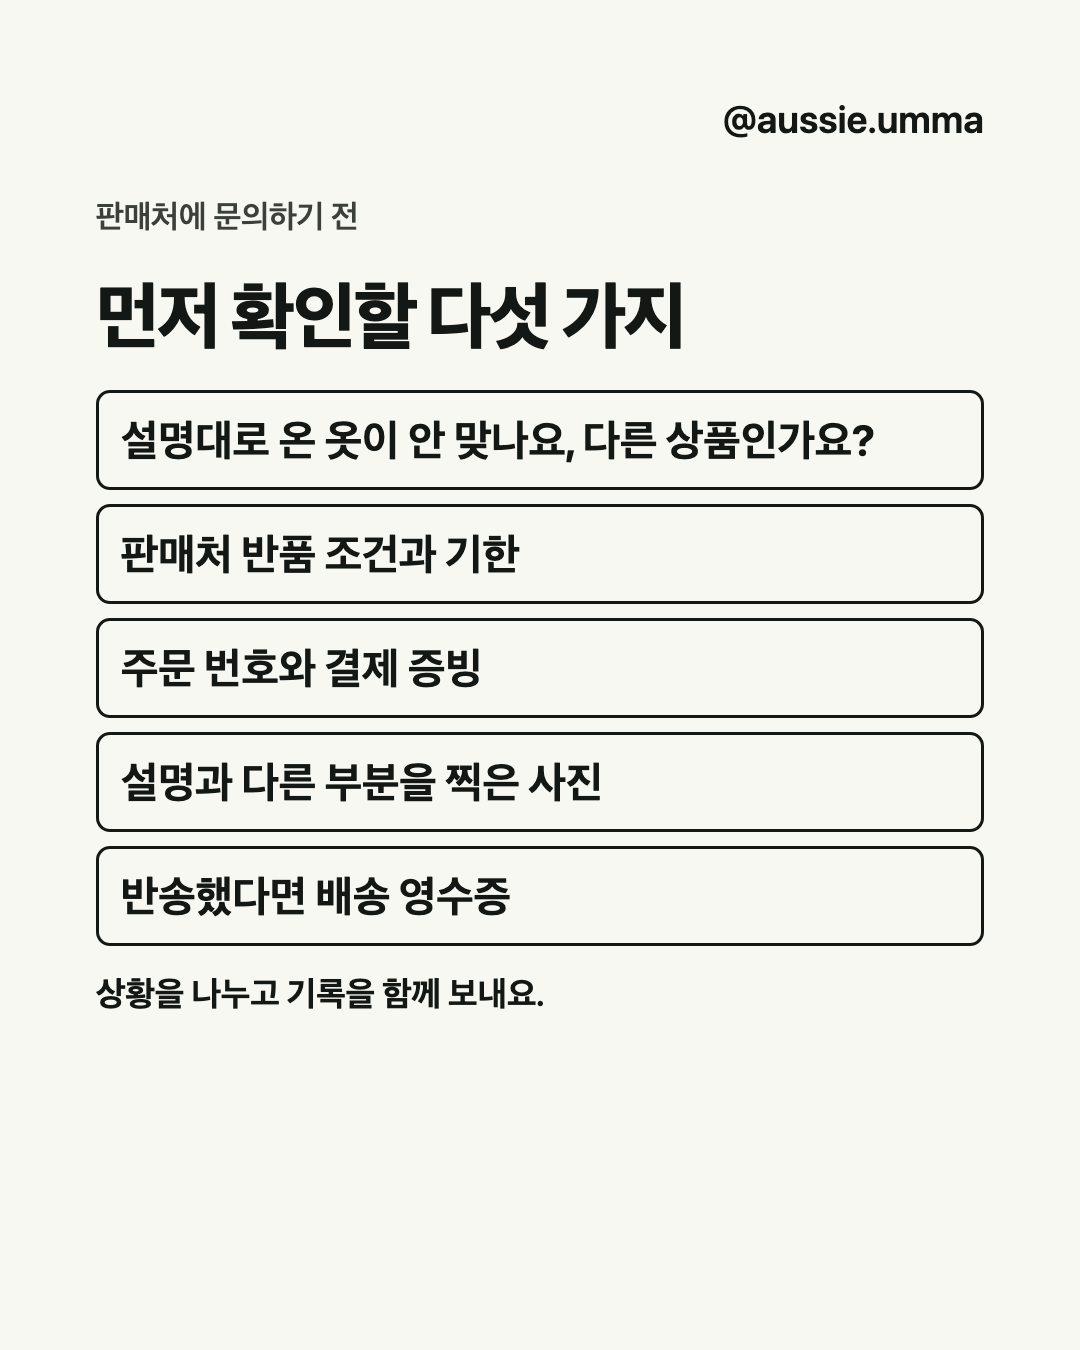 @aussie.umma
판매처에 문의하기 전
먼저 확인할 다섯 가지
설명대로 온 옷이 안 맞나요, 다른 상품인가요?
판매처 반품 조건과 기한
주문 번호와 결제 증빙
설명과 다른 부분을 찍은 사진
반송했다면 배송 영수증
상황을 나누고 기록을 함께 보내요.